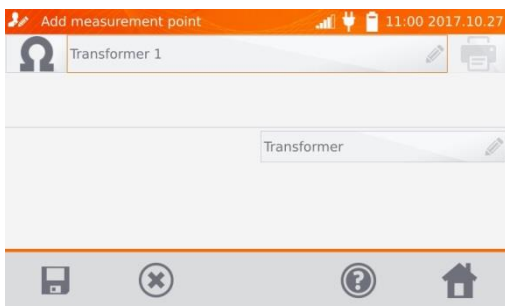 Add measurement point 11:00 2017.10.27
Transformer 1
Transformer